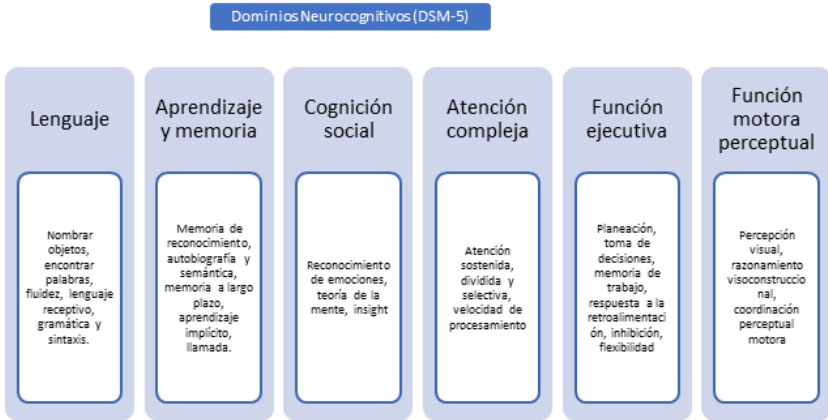 Dominios Neurocognitivos (DSM-5)
Lenguaje
Nombrar
objetos,
encontrar
palabras,
fluidez, lenguaje
receptivo,
gramática y
sintaxis.
Aprendizaje
y memoria
Memoria de
reconocimiento,
autobiografía y
semántica,
memoria a largo
plazo,
aprendizaje
implícito,
llamada.
Cognición
social
Reconocimiento
de emociones,
teoría de la
mente, insight
Atención
compleja
Atención
sostenida,
dividida y
selectiva,
velocidad de
procesamiento
Función
ejecutiva
Planeación,
toma de
decisiones,
memoria de
trabajo,
respuesta a la
retroalimentaci
ón, inhibición,
flexibilidad
Función
motora
perceptual
Percepción
visual,
razonamiento
visoconstruccio
nal,
coordinación
perceptual
motora